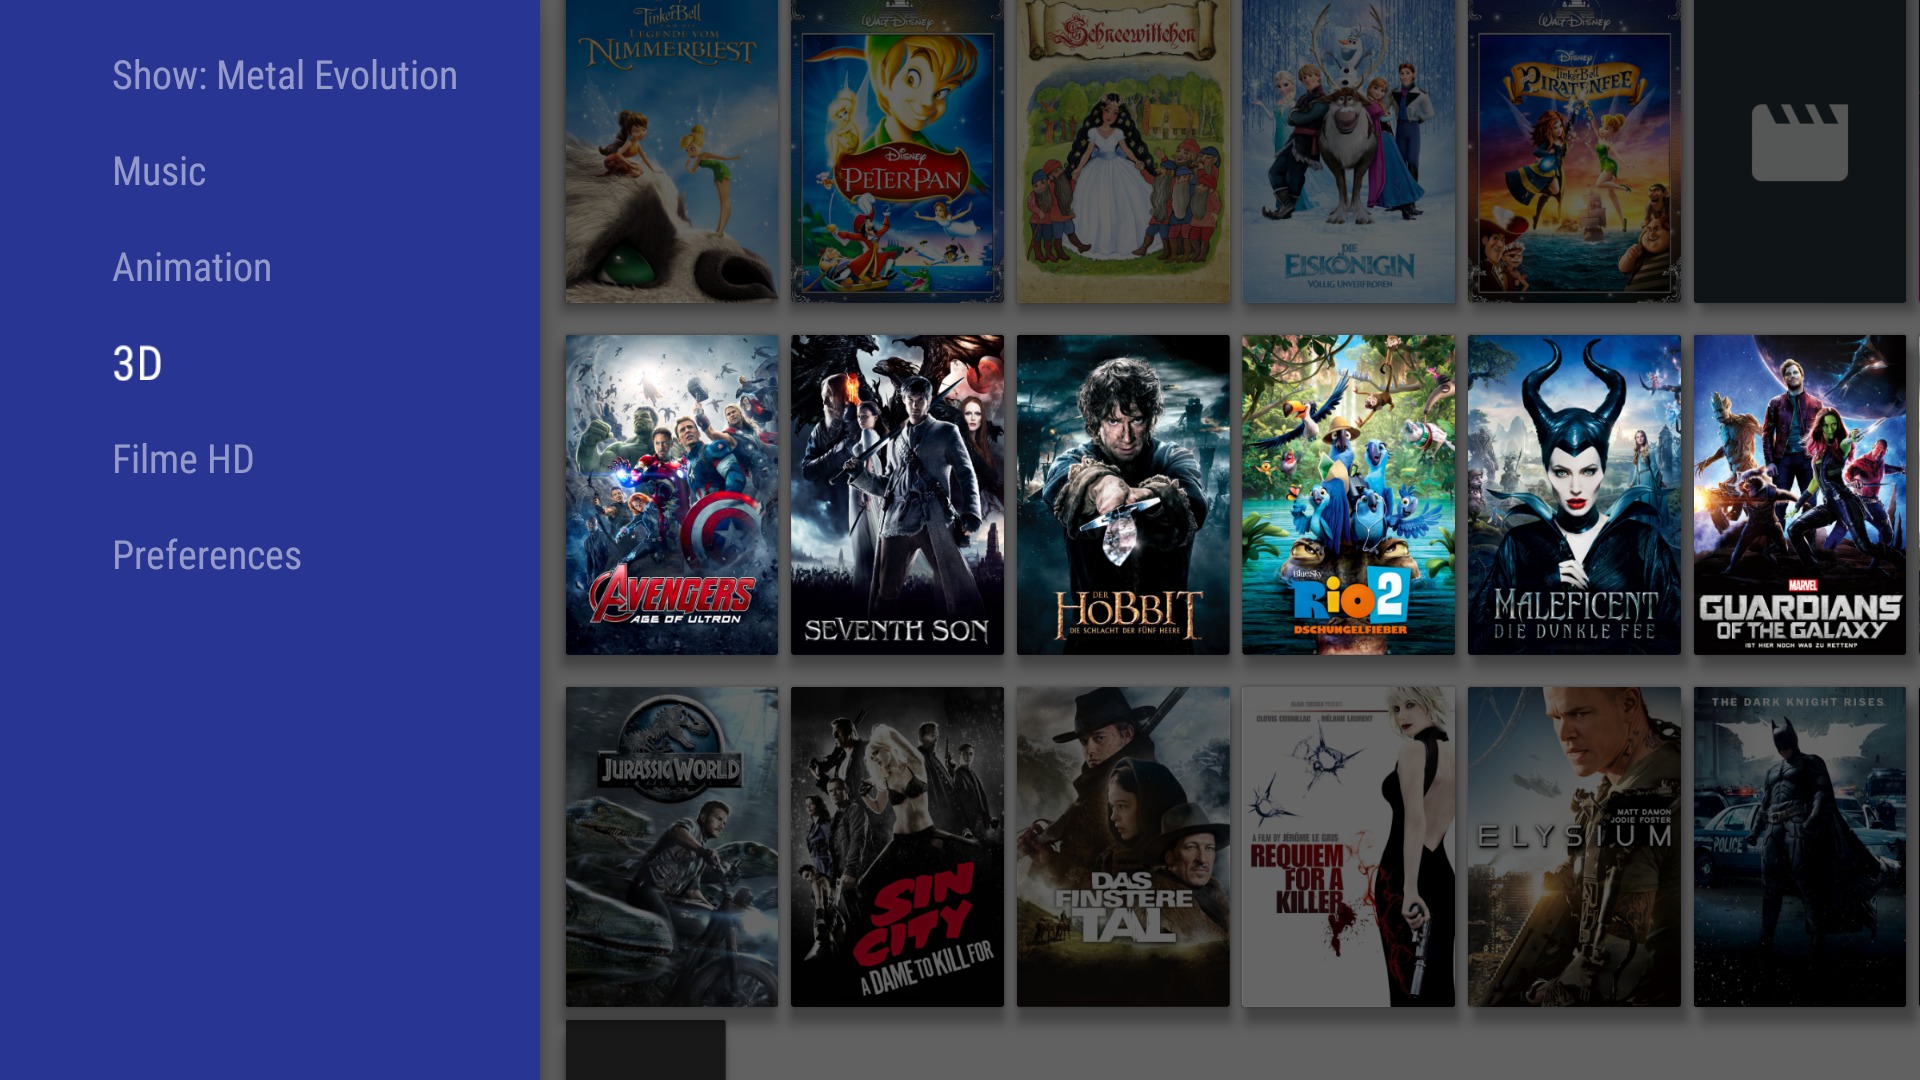 Show: Metal Evolution
Music
Animation
3D
Filme HD
Preferences
TinkerBell
LEGENDE VOM
NIMMERBIEST
WALT DISNEY
Disney
PETER PAN
Schneewittchen
DIE
EISKÖNIGIN
VÖLLIG UNVERFROREN
WALT DISNEY
Disney
TinkerBell
PIRATENFEE
AVENGERS
AGE OF ULTRON
SEVENTH SON
DER
HOBBIT
DIE SCHLACHT DER FÜNF HEERE
BlueSky
Rio 2
DSCHUNGELFIEBER
MALEFICENT
DIE DUNKLE FEE
MARVEL
GUARDIANS
OF THE GALAXY
IST HIER NOCH WAS ZU RETTEN?
JURASSIC WORLD
SIN
CITY
A DAME TO KILL FOR
DAS
FINSTERE
TAL
CLOVIS CORNILLAC MÉLANIE LAURENT
A FILM BY JÉRÔME LE GRIS
REQUIEM
FOR A
KILLER
MATT DAMON
JODIE FOSTER
ELYSIUM
THE DARK KNIGHT RISES
POLICE